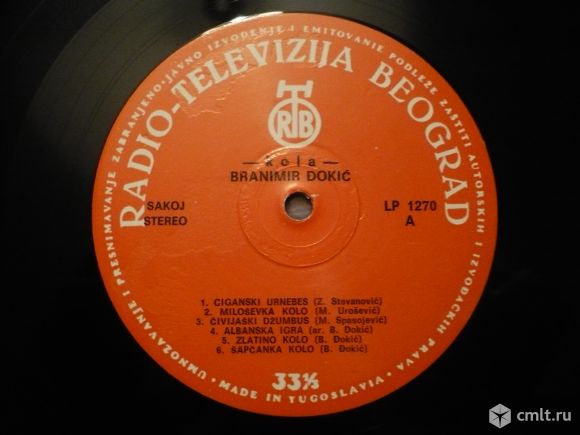 UMNOŽAVANJE I PRESNIMAVANJE ZABRANJENO·JAVNO IZVOĐENJE I EMITOVANJE PODLEŽE ZAŠTITI AUTORSKIH I IZVOĐAČKIH PRAVA
RADIO-TELEVIZIJA BEOGRAD
RTB
—kola—
BRANIMIR ĐOKIĆ
SAKOJ
STEREO
LP 1270
A
1. CIGANSKI URNEBES (Z. Stevanović)
2. MILOŠEVKA KOLO (M. Urošević)
3. ČIVIJAŠKI DŽUMBUS (M. Spasojević)
4. ALBANSKA IGRA (ar. B. Đokić)
5. ZLATINO KOLO (B. Đokić)
6. ŠAPČANKA KOLO (B. Đokić)
33⅓
· MADE IN YUGOSLAVIA ·
cmlt.ru